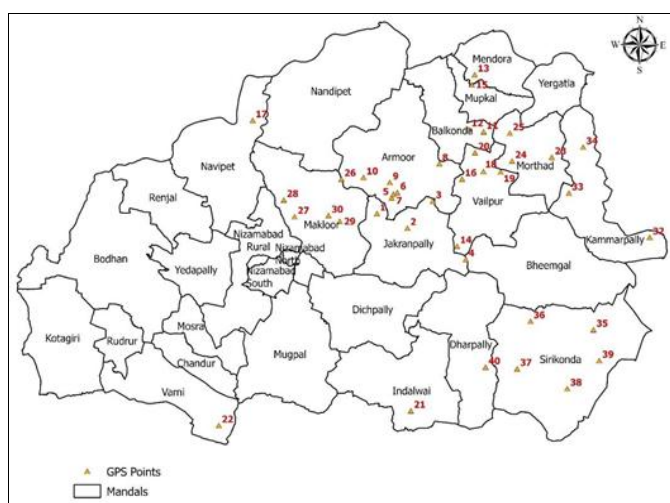 N
W E
S
Mendora
13
15
Mupkal
Yergatla
Nandipet
17
Balkonda
12
11
25
Armoor
20
34
Navipet
8
24
23
Morthad
26
10
9
16
18
19
Renjal
28
5
6
7
3
Vailpur
33
27
30
29
1
Makloor
2
Nizamabad
Rural
Nizamabad
North
Jakranpally
14
32
Kammarpally
Bodhan
Yedapally
4
Bheemgal
Nizamabad
South
Dichpally
Mosra
36
35
Kotagiri
Rudrur
Dharpally
Chandur
Mugpal
Sirikonda
39
40
37
Varni
Indalwai
38
21
22
GPS Points
Mandals